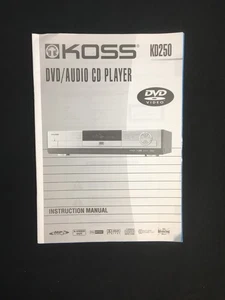 KOSS KD250
DVD/AUDIO CD PLAYER
DVD
VIDEO
INSTRUCTION MANUAL